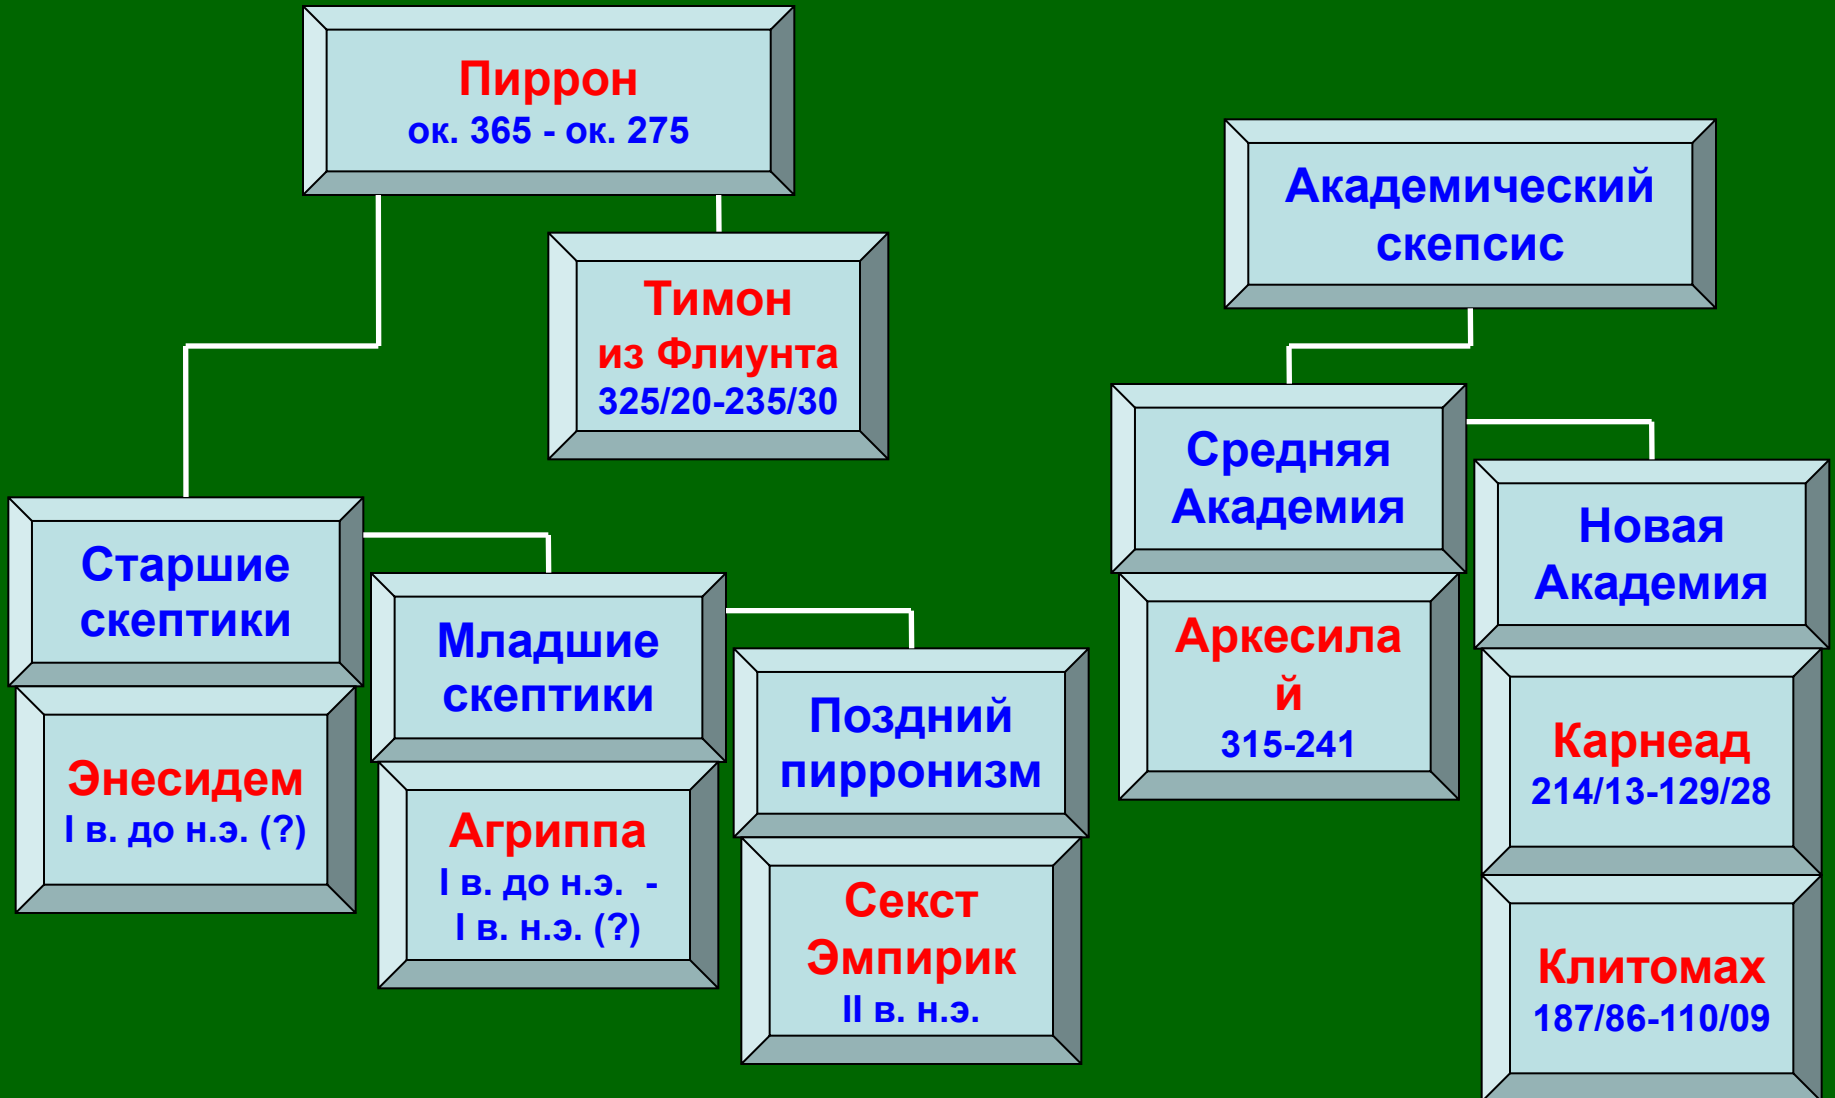 Пиррон
ок. 365 - ок. 275
Академический
скепсис
Тимон
из Флиунта
325/20-235/30
Средняя
Академия
Новая
Академия
Старшие
скептики
Младшие
скептики
Поздний
пирронизм
Аркесила
й
315-241
Карнеад
214/13-129/28
Энесидем
I в. до н.э. (?)
Агриппа
I в. до н.э. -
I в. н.э. (?)
Секст
Эмпирик
II в. н.э.
Клитомах
187/86-110/09